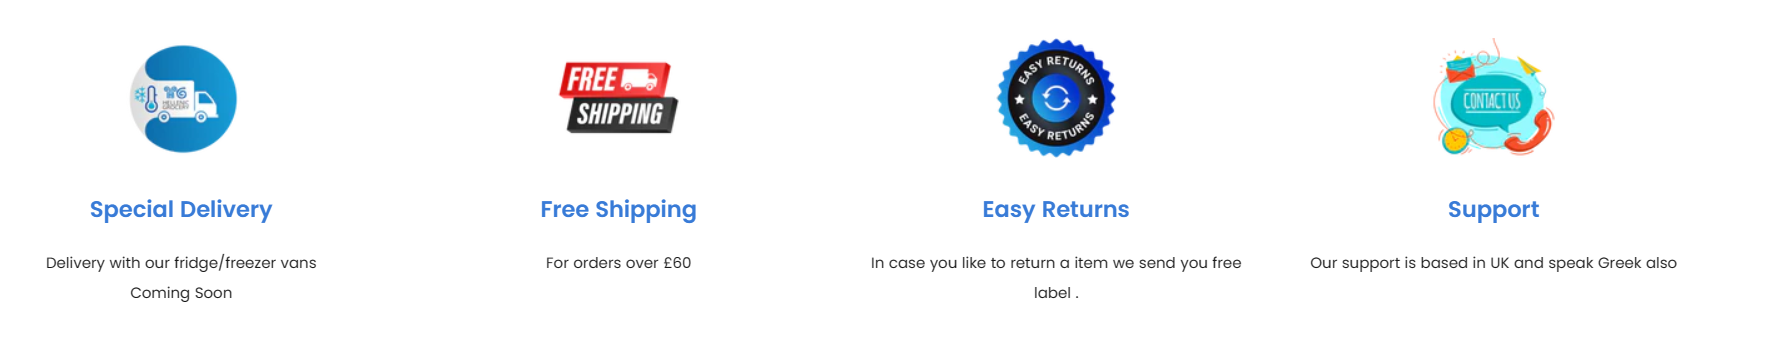 HELLENIC
GROCERY
FREE
SHIPPING
EASY RETURNS
EASY RETURNS
CONTACT US
Special Delivery
Free Shipping
Easy Returns
Support
Delivery with our fridge/freezer vans
Coming Soon
For orders over £60
In case you like to return a item we send you free
label .
Our support is based in UK and speak Greek also